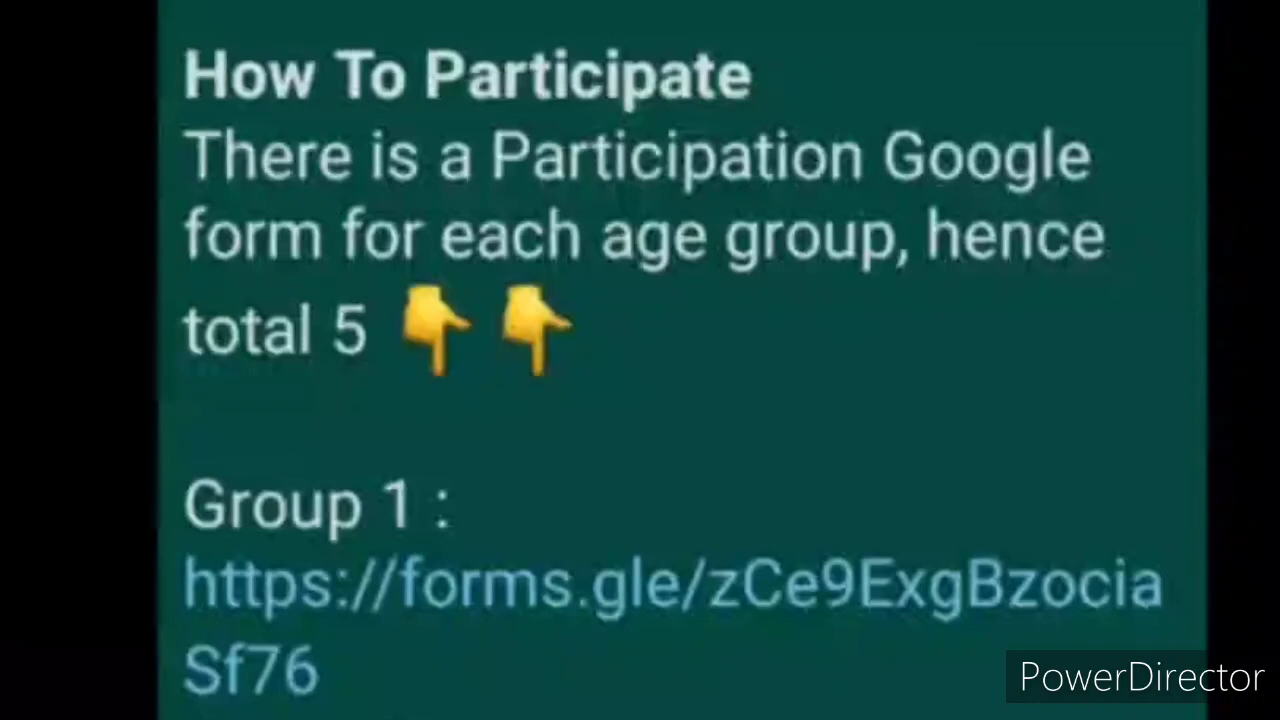 How To Participate
There is a Participation Google
form for each age group, hence
total 5 👇 👇
Group 1 :
https://forms.gle/zCe9ExgBzocia
Sf76
PowerDirector